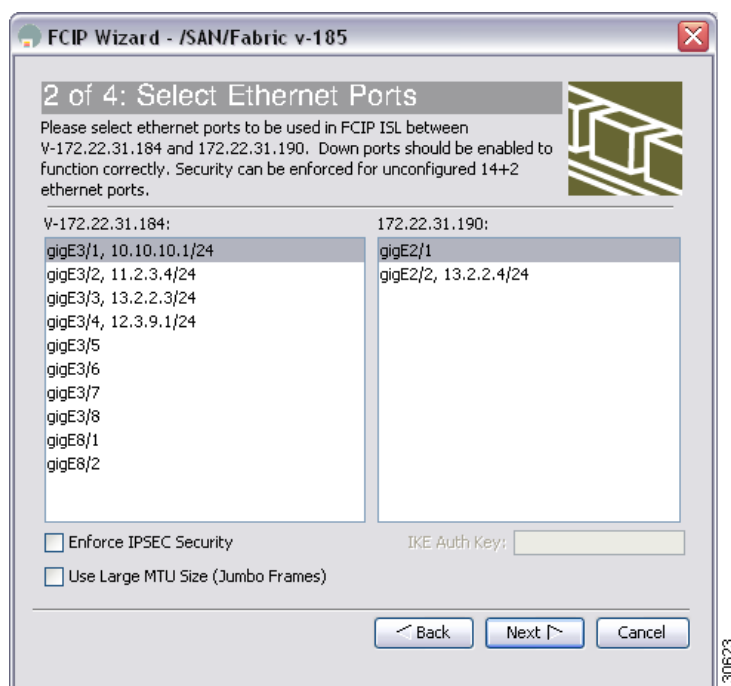 FCIP Wizard - /SAN/Fabric v-185
2 of 4: Select Ethernet Ports
Please select ethernet ports to be used in FCIP ISL between
V-172.22.31.184 and 172.22.31.190. Down ports should be enabled to
function correctly. Security can be enforced for unconfigured 14+2
ethernet ports.
V-172.22.31.184:
gigE3/1, 10.10.10.1/24
gigE3/2, 11.2.3.4/24
gigE3/3, 13.2.2.3/24
gigE3/4, 12.3.9.1/24
gigE3/5
gigE3/6
gigE3/7
gigE3/8
gigE8/1
gigE8/2
172.22.31.190:
gigE2/1
gigE2/2, 13.2.2.4/24
Enforce IPSEC Security
IKE Auth Key:
Use Large MTU Size (Jumbo Frames)
Back
Next
Cancel